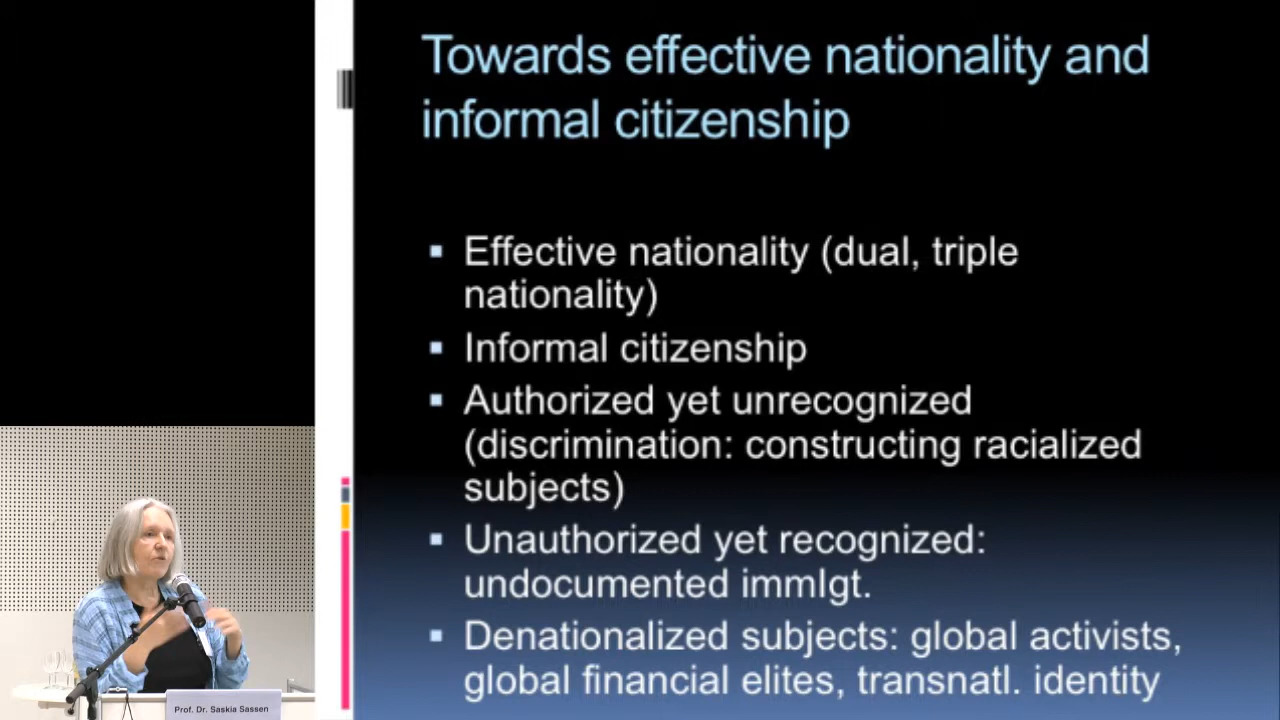 Towards effective nationality and
informal citizenship
Effective nationality (dual, triple
nationality)
Informal citizenship
Authorized yet unrecognized
(discrimination: constructing racialized
subjects)
Unauthorized yet recognized:
undocumented immIgt.
Denationalized subjects: global activists,
global financial elites, transnatl. identity
Prof. Dr. Saskia Sassen